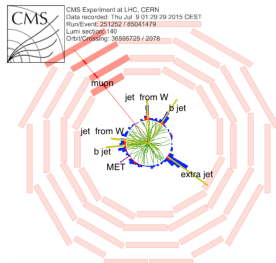 CMS
CMS Experiment at LHC, CERN
Data recorded: Thu Jul 9 01:29:29 2015 CEST
Run/Event: 251252 / 85041479
Lumi section: 140
Orbit/Crossing: 36595725 / 2078
muon
jet from W
b jet
jet from W
b jet
MET
extra jet